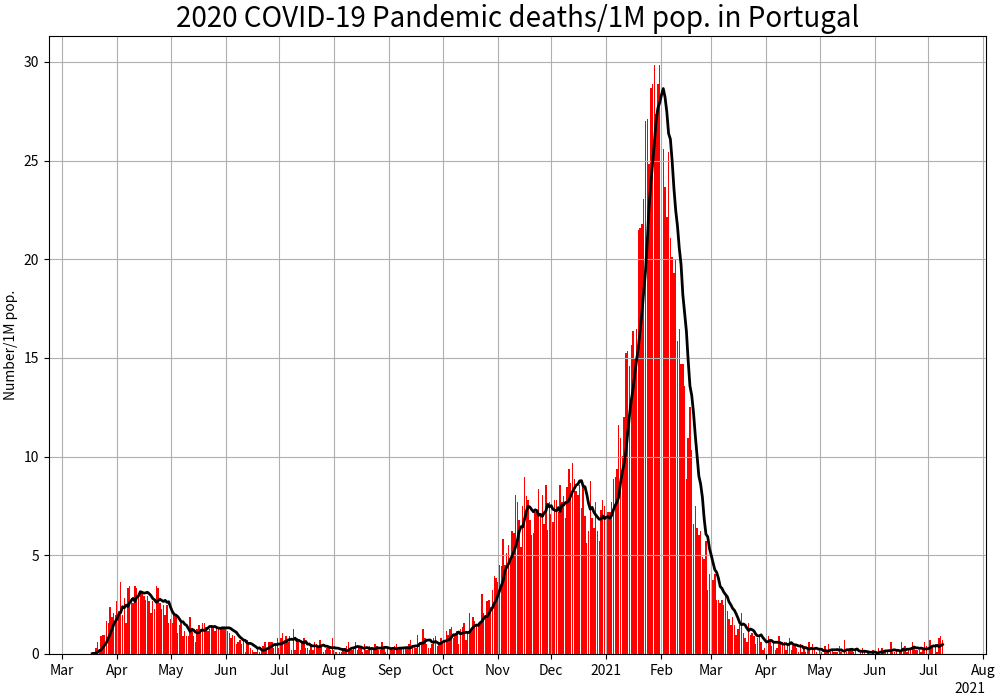 2020 COVID-19 Pandemic deaths/1M pop. in Portugal
Number/1M pop.
30
25
20
15
10
5
0
Mar Apr May Jun Jul Aug Sep Oct Nov Dec 2021 Feb Mar Apr May Jun Jul Aug
2021